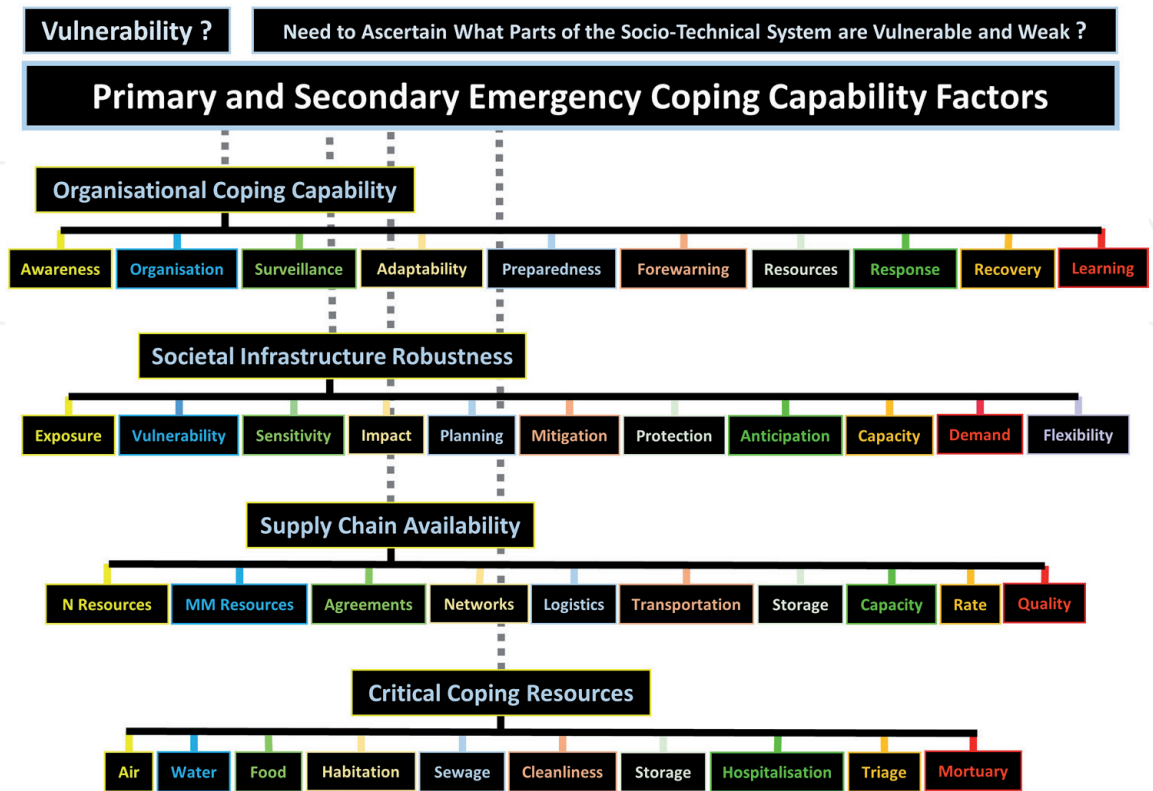 Vulnerability ?
Need to Ascertain What Parts of the Socio-Technical System are Vulnerable and Weak ?
Primary and Secondary Emergency Coping Capability Factors
Organisational Coping Capability
Awareness
Organisation
Surveillance
Adaptability
Preparedness
Forewarning
Resources
Response
Recovery
Learning
Societal Infrastructure Robustness
Exposure
Vulnerability
Sensitivity
Impact
Planning
Mitigation
Protection
Anticipation
Capacity
Demand
Flexibility
Supply Chain Availability
N Resources
MM Resources
Agreements
Networks
Logistics
Transportation
Storage
Capacity
Rate
Quality
Critical Coping Resources
Air
Water
Food
Habitation
Sewage
Cleanliness
Storage
Hospitalisation
Triage
Mortuary